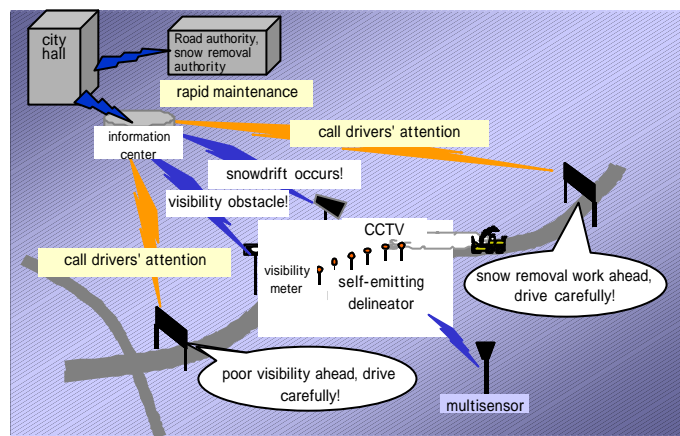 city
hall
Road authority,
snow removal
authority
rapid maintenance
information
center
call drivers' attention
snowdrift occurs!
visibility obstacle!
CCTV
call drivers' attention
visibility
meter
self-emitting
delineator
snow removal work ahead,
drive carefully!
poor visibility ahead, drive
carefully!
multisensor